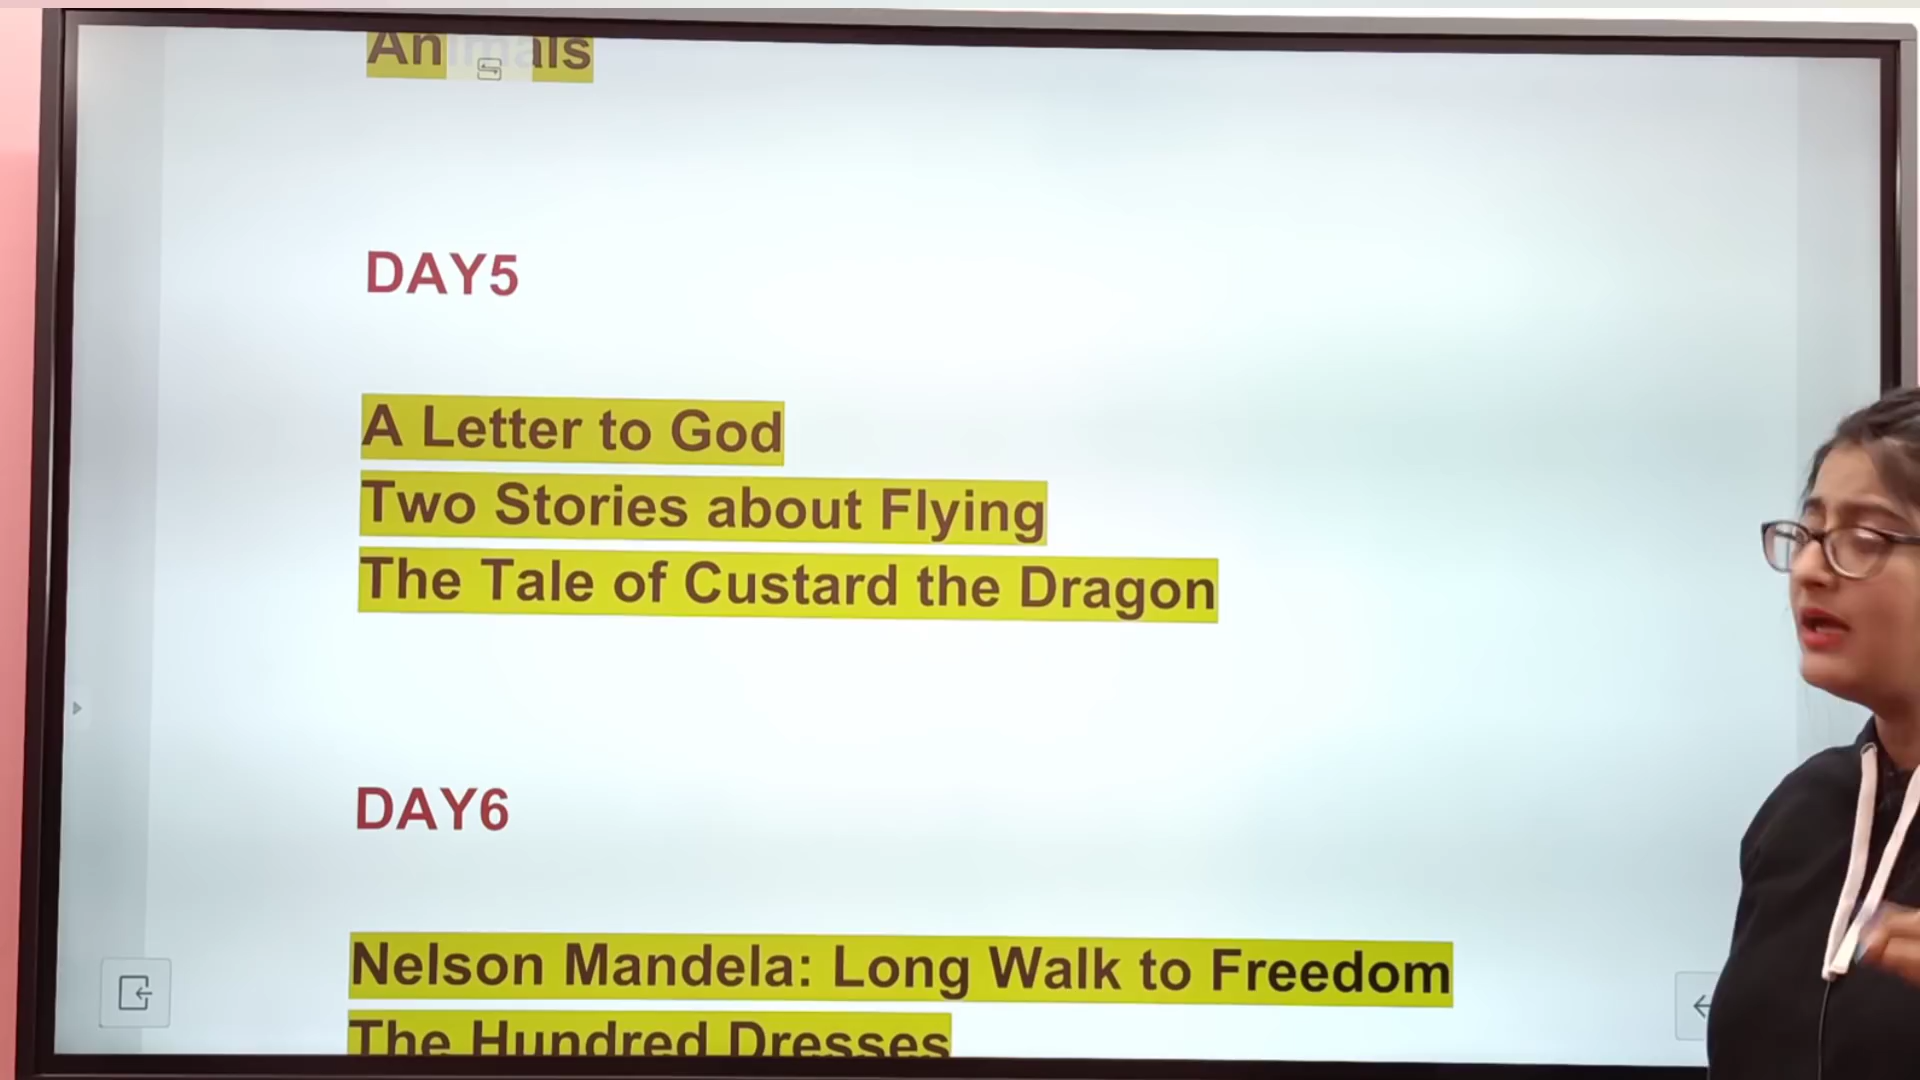 Animals
DAY5
A Letter to God
Two Stories about Flying
The Tale of Custard the Dragon
DAY6
Nelson Mandela: Long Walk to Freedom
The Hundred Dresses